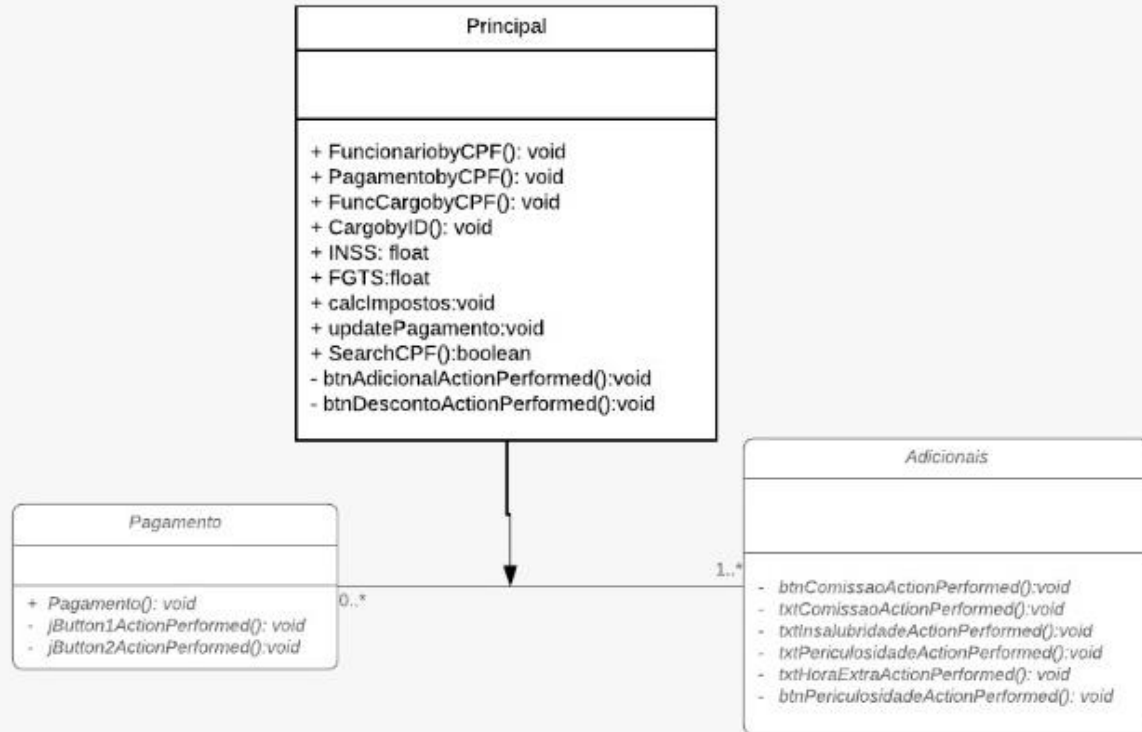 Principal
+ FuncionariobyCPF(): void
+ PagamentobyCPF(): void
+ FuncCargobyCPF(): void
+ CargobyID(): void
+ INSS: float
+ FGTS:float
+ calcImpostos:void
+ updatePagamento:void
+ SearchCPF():boolean
- btnAdicionalActionPerformed():void
- btnDescontoActionPerformed():void
Pagamento
+ Pagamento(): void
- jButton1ActionPerformed(): void
- jButton2ActionPerformed():void
0..*
1..*
Adicionais
- btnComissaoActionPerformed():void
- txtComissaoActionPerformed():void
- txtInsalubridadeActionPerformed():void
- txtPericulosidadeActionPerformed():void
- txtHoraExtraActionPerformed(): void
- btnPericulosidadeActionPerformed(): void